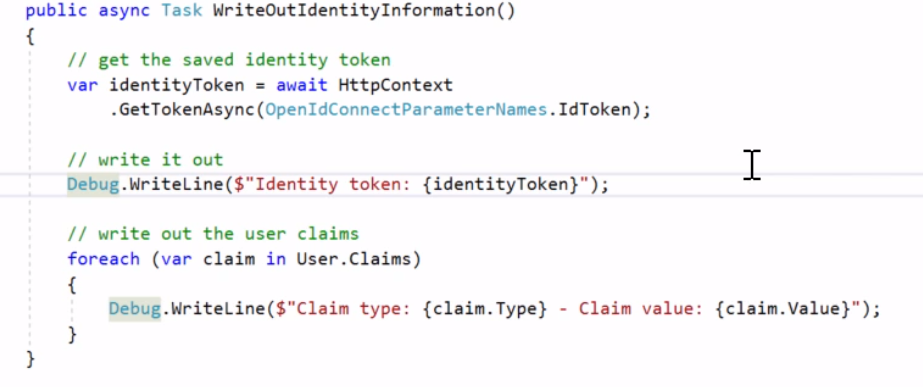 public async Task WriteOutIdentityInformation()
{
// get the saved identity token
var identityToken = await HttpContext
.GetTokenAsync(OpenIdConnectParameterNames.IdToken);
// write it out
Debug.WriteLine($"Identity token: {identityToken}");
// write out the user claims
foreach (var claim in User.Claims)
{
Debug.WriteLine($"Claim type: {claim.Type} - Claim value: {claim.Value}");
}
}